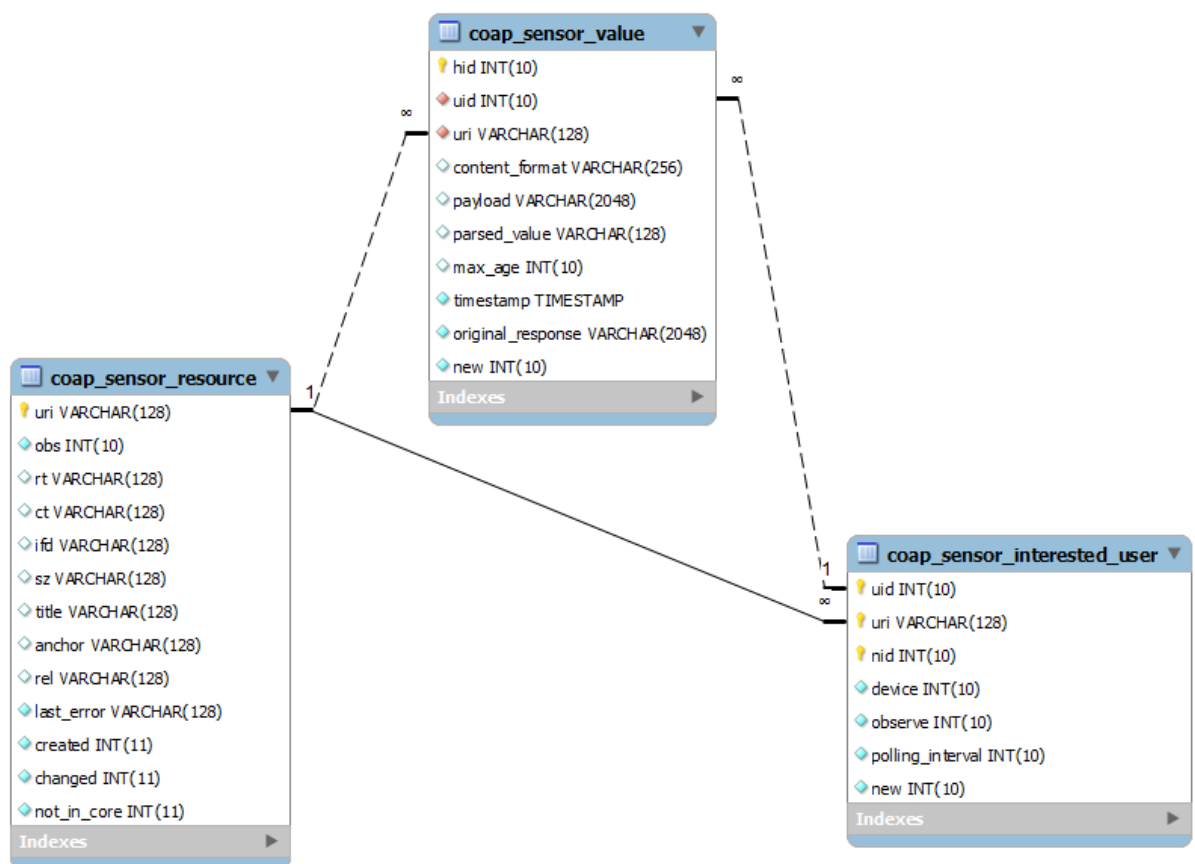 coap_sensor_value
hid INT(10)
uid INT(10)
uri VARCHAR(128)
content_format VARCHAR(256)
payload VARCHAR(2048)
parsed_value VARCHAR(128)
max_age INT(10)
timestamp TIMESTAMP
original_response VARCHAR(2048)
new INT(10)
Indexes
∞
∞
coap_sensor_resource
1
uri VARCHAR(128)
obs INT(10)
rt VARCHAR(128)
ct VARCHAR(128)
ifd VARCHAR(128)
sz VARCHAR(128)
title VARCHAR(128)
anchor VARCHAR(128)
rel VARCHAR(128)
last_error VARCHAR(128)
created INT(11)
changed INT(11)
not_in_core INT(11)
Indexes
coap_sensor_interested_user
1
∞
uid INT(10)
uri VARCHAR(128)
nid INT(10)
device INT(10)
observe INT(10)
polling_interval INT(10)
new INT(10)
Indexes